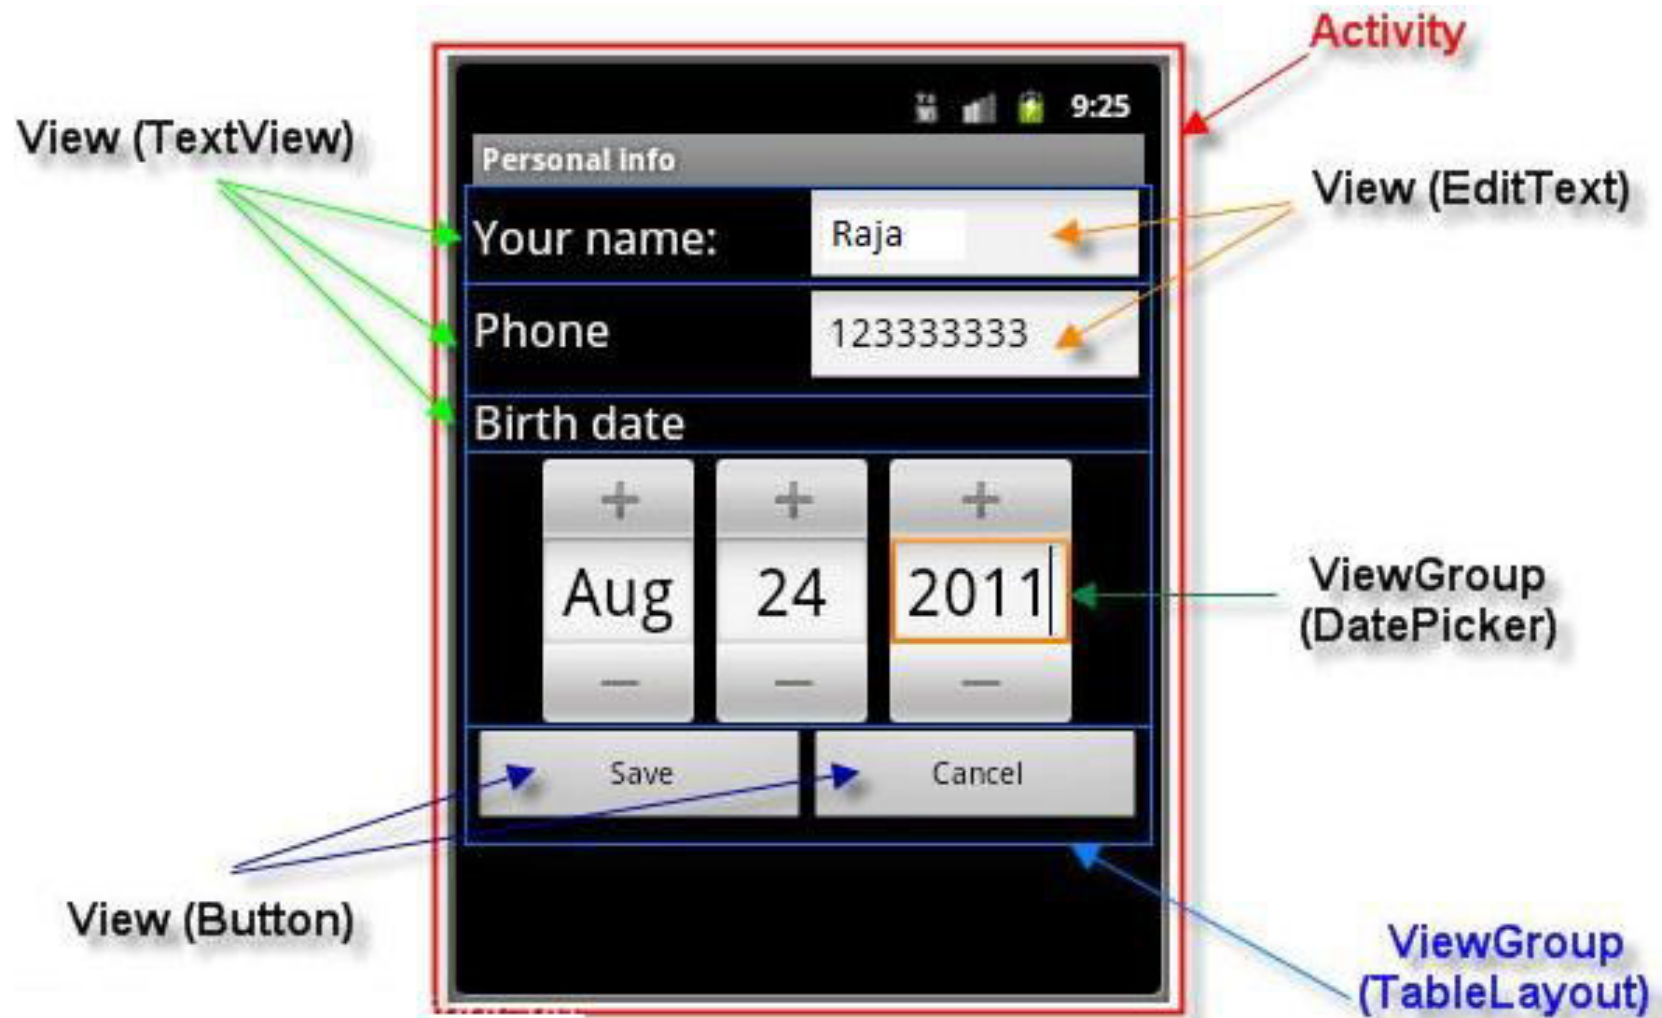 Activity
9:25
View (TextView)
Personal info
View (EditText)
Your name:
Raja
Phone
123333333
Birth date
+ + +
Aug 24 2011
− − −
ViewGroup
(DatePicker)
Save
Cancel
View (Button)
ViewGroup
(TableLayout)